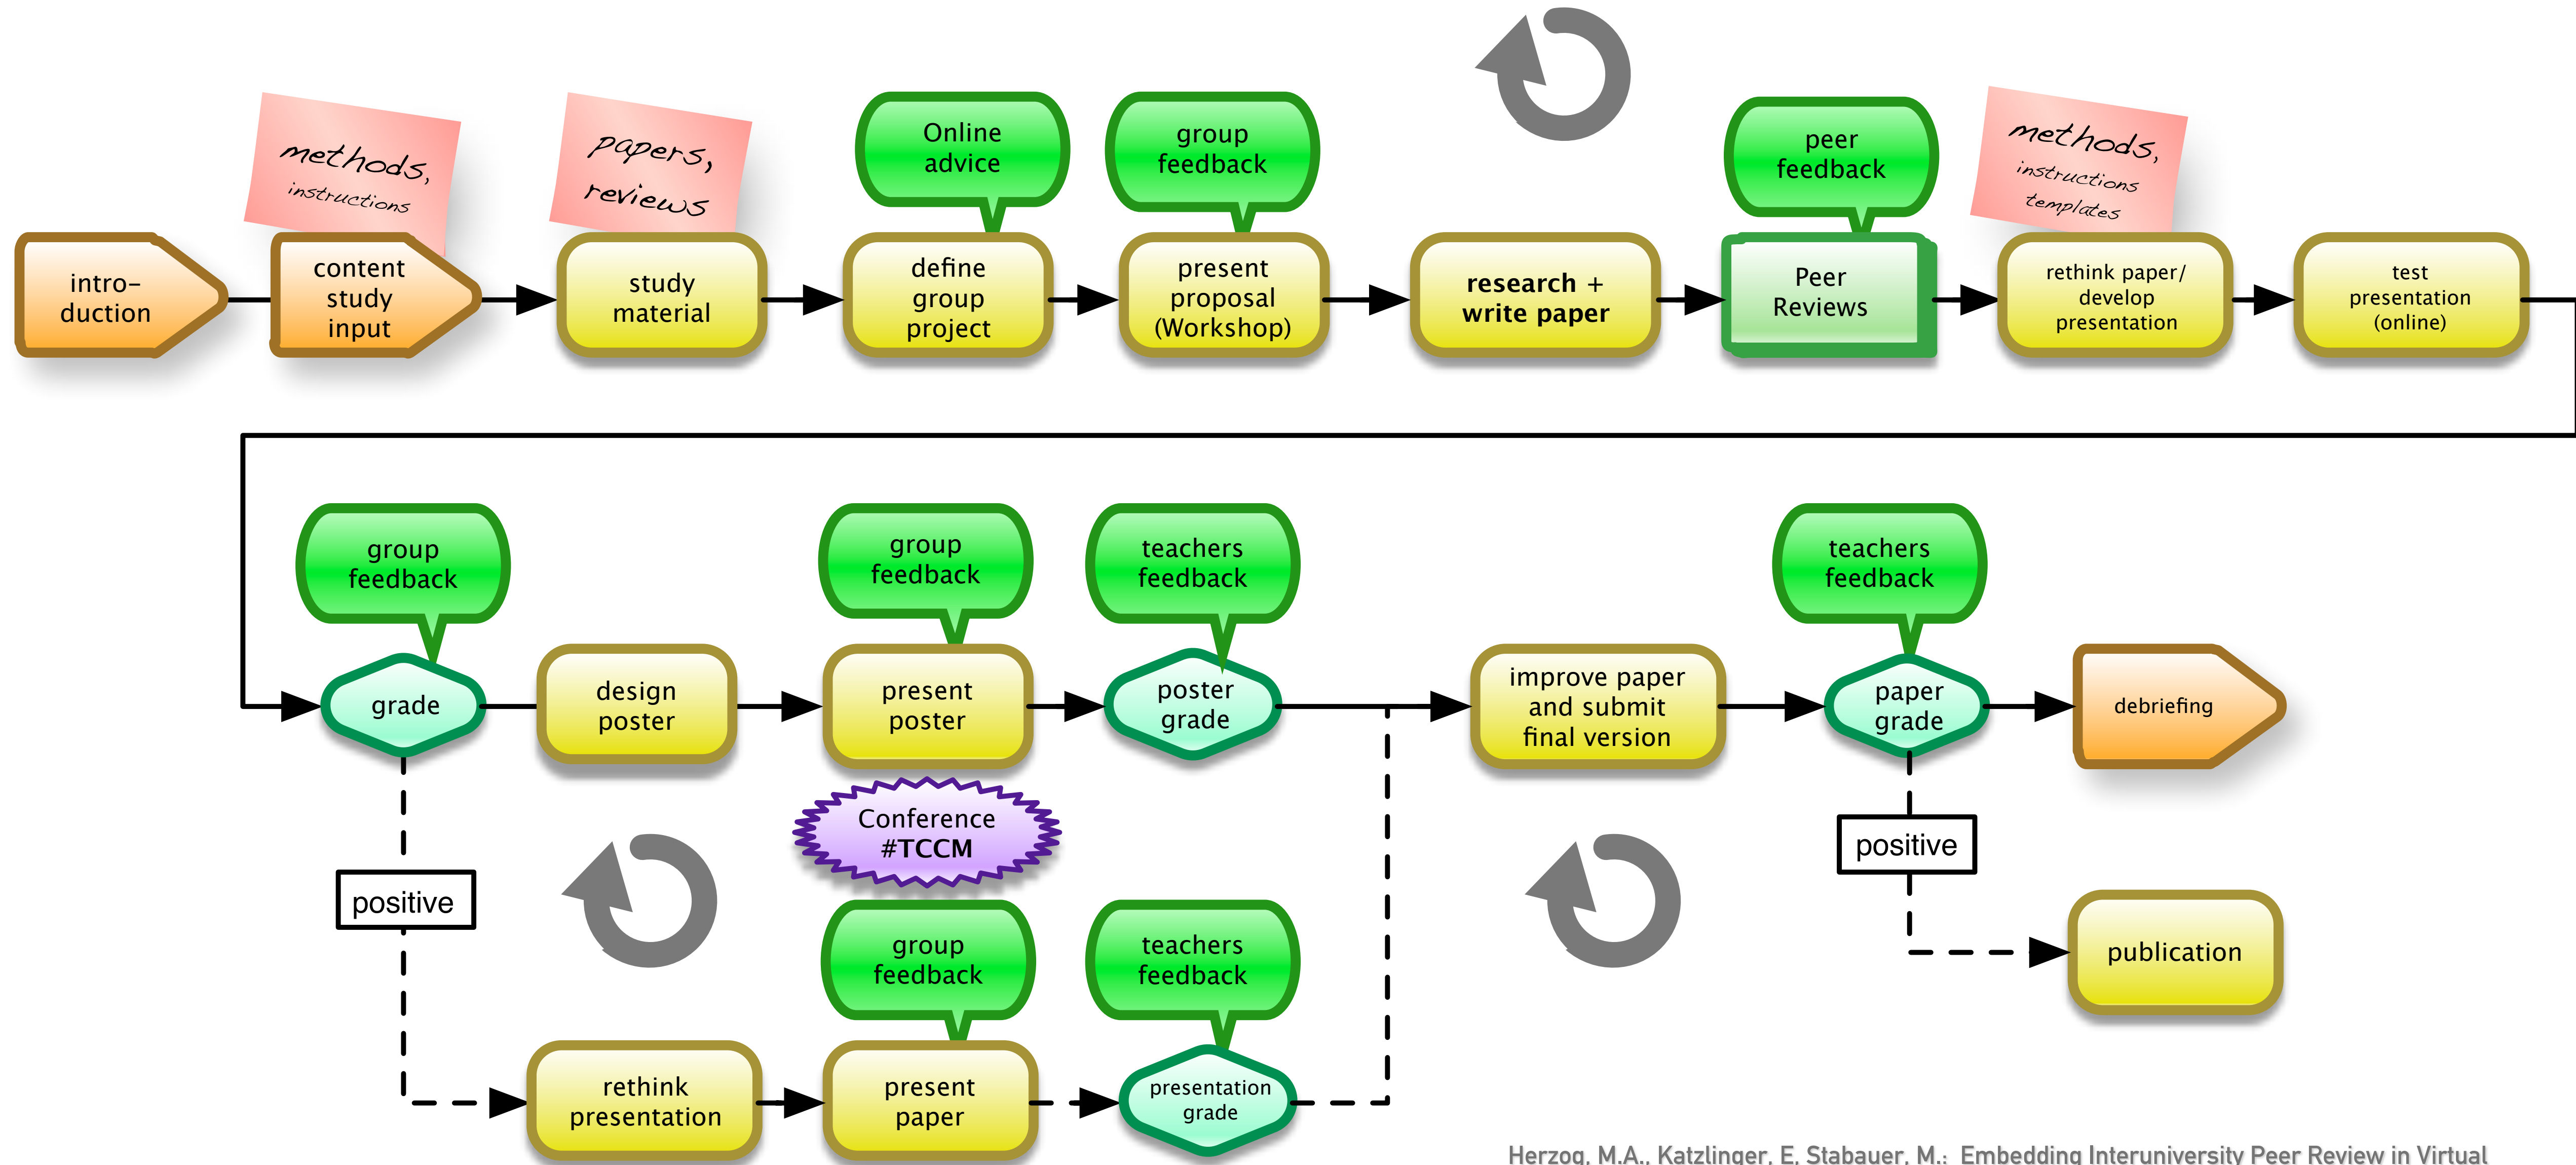 methods,
instructions
papers,
reviews
Online
advice
group
feedback
peer
feedback
methods,
instructions
templates
intro-
duction
content
study
input
study
material
define
group
project
present
proposal
(Workshop)
research +
write paper
Peer
Reviews
rethink paper/
develop
presentation
test
presentation
(online)
group
feedback
group
feedback
teachers
feedback
teachers
feedback
grade
design
poster
present
poster
poster
grade
improve paper
and submit
final version
paper
grade
debriefing
Conference
#TCCM
positive
positive
group
feedback
teachers
feedback
publication
rethink
presentation
present
paper
presentation
grade
Herzog, M.A., Katzlinger, E, Stabauer, M.: Embedding Interuniversity Peer Review in Virtual